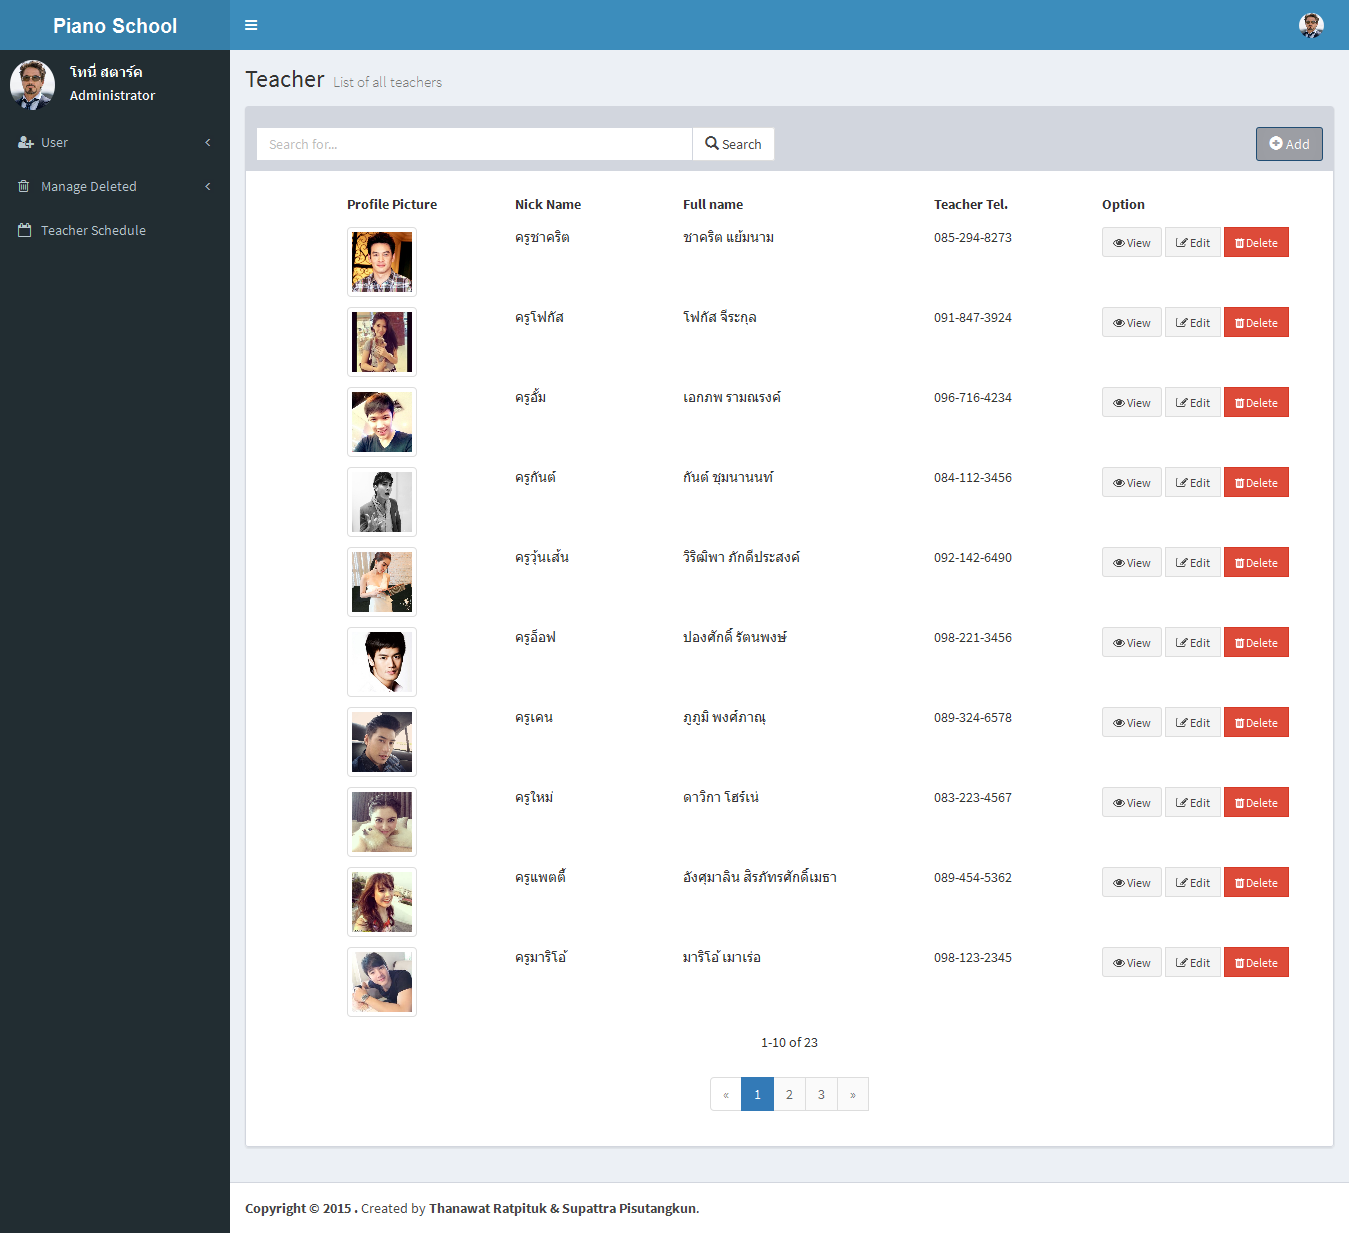 Piano School
โทนี่ สตาร์ค
Administrator
User
Manage Deleted
Teacher Schedule
Teacher List of all teachers
Search for... Search Add
Profile Picture Nick Name Full name Teacher Tel. Option
ครูชาคริต ชาคริต แย้มนาม 085-294-8273 View Edit Delete
ครูโฟกัส โฟกัส จีระกุล 091-847-3924 View Edit Delete
ครูอั้ม เอกภพ รามณรงค์ 096-716-4234 View Edit Delete
ครูกันต์ กันต์ ชุมนานนท์ 084-112-3456 View Edit Delete
ครูวุ้นเส้น วิริฒิพา ภักดีประสงค์ 092-142-6490 View Edit Delete
ครูอ็อฟ ปองศักดิ์ รัตนพงษ์ 098-221-3456 View Edit Delete
ครูเคน ภูภูมิ พงศ์ภาณุ 089-324-6578 View Edit Delete
ครูใหม่ ดาวิกา โฮร์เน่ 083-223-4567 View Edit Delete
ครูแพตตี้ อังศุมาลิน สิรภัทรศักดิ์เมธา 089-454-5362 View Edit Delete
ครูมาริโอ้ มาริโอ้ เมาเร่อ 098-123-2345 View Edit Delete
1-10 of 23
« 1 2 3 »
Copyright © 2015 . Created by Thanawat Ratpituk & Supattra Pisutangkun.